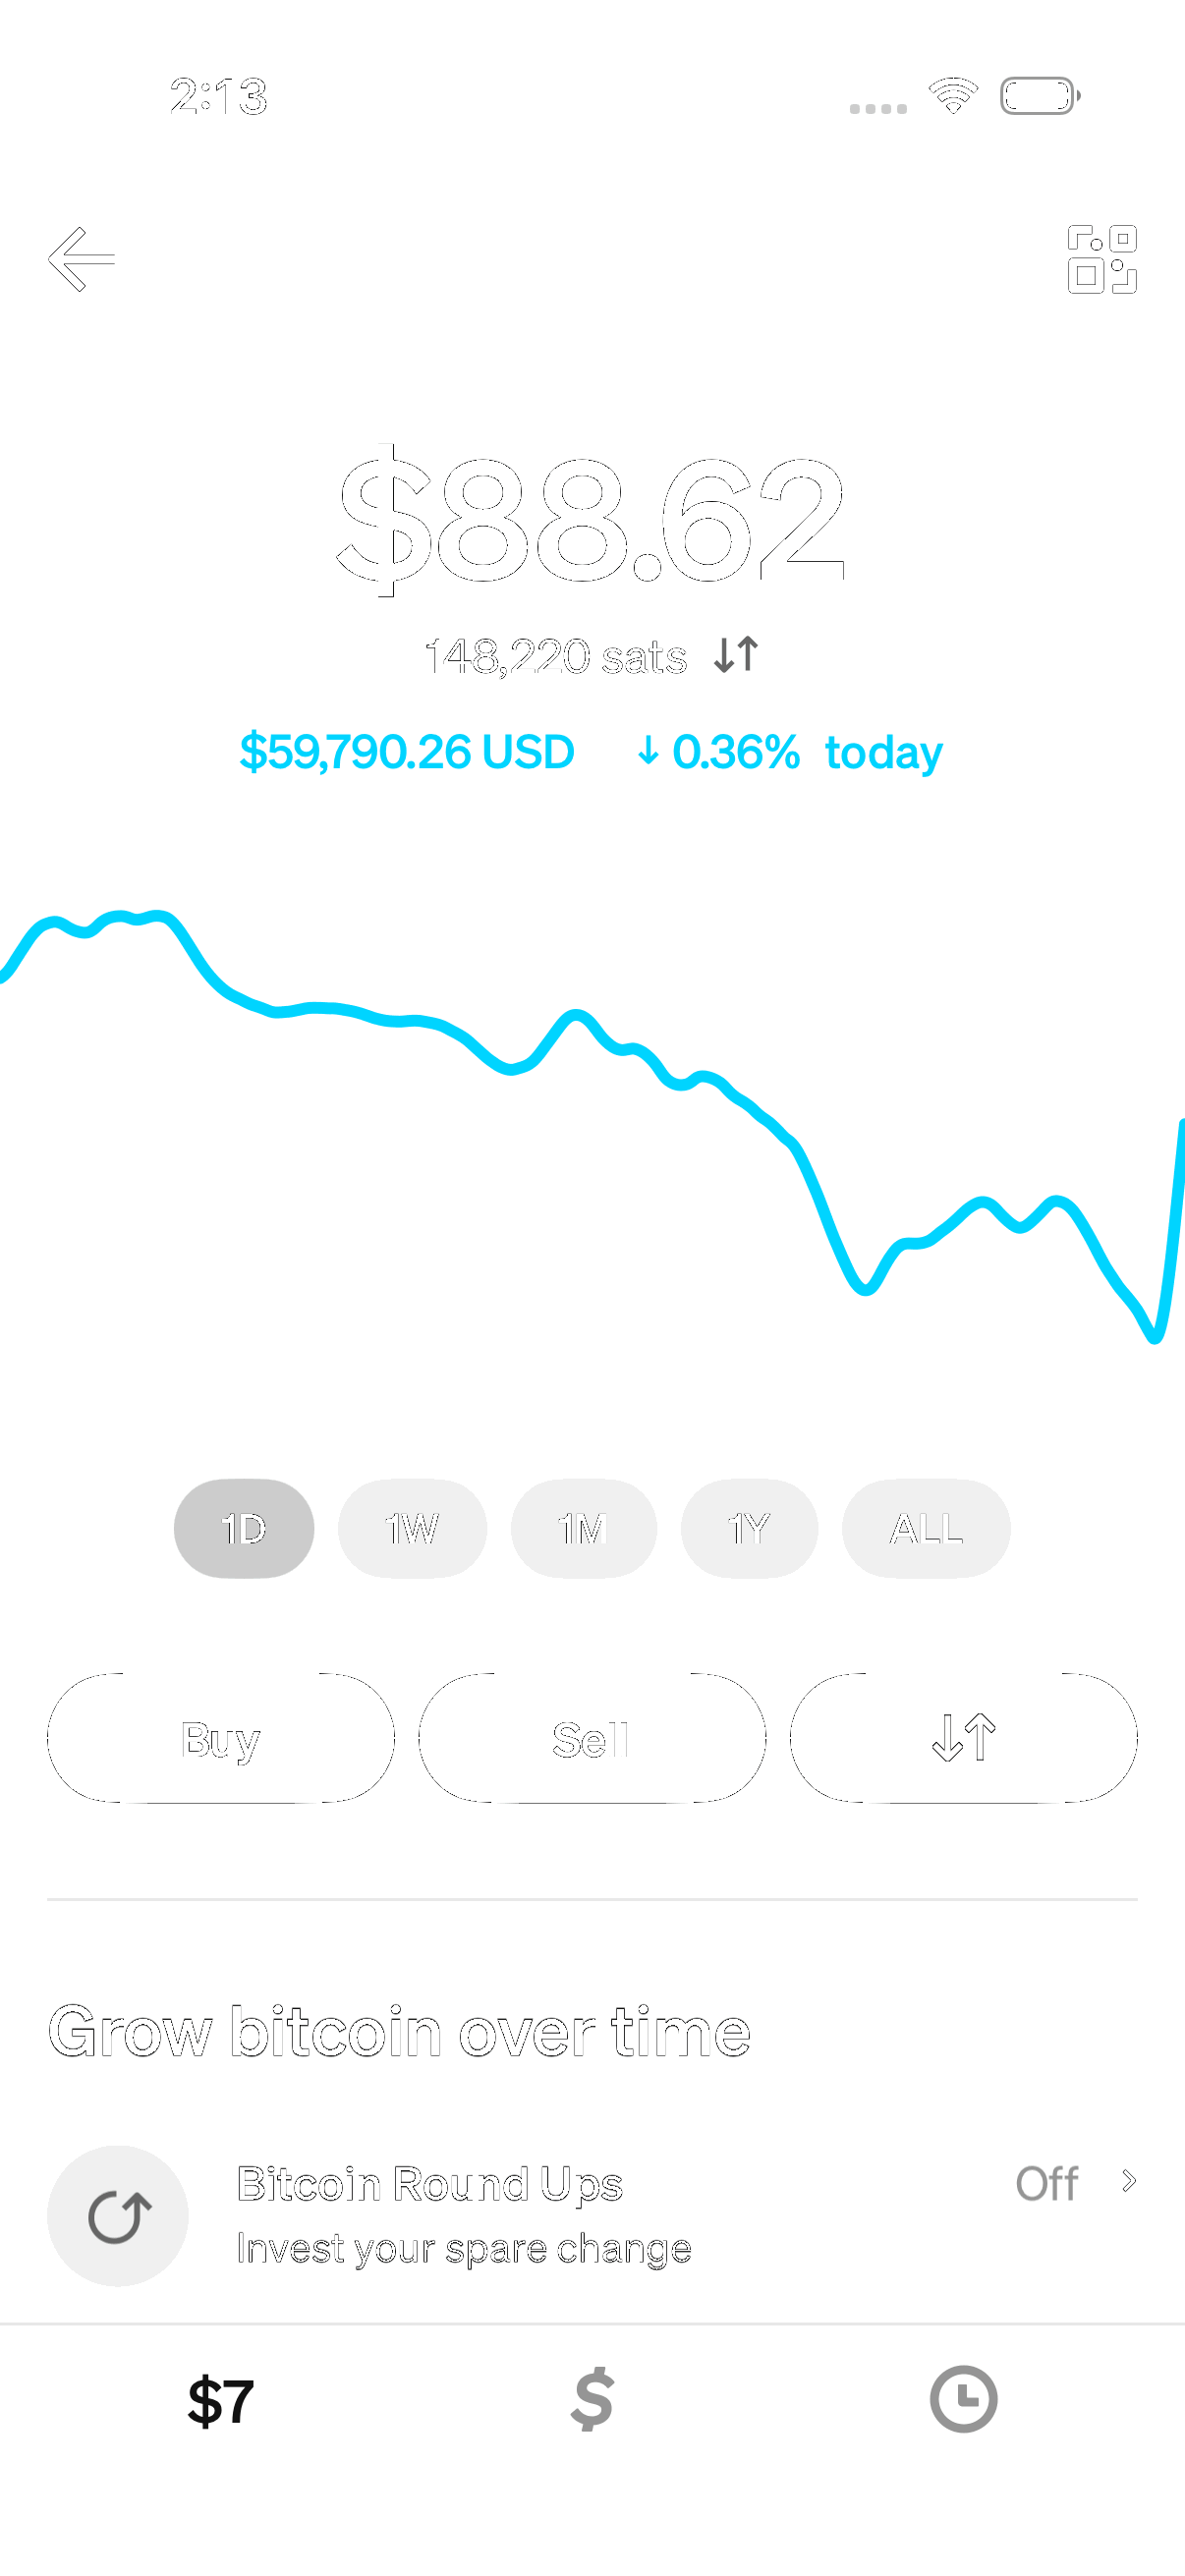 2:13
$88.62
148,220 sats
$59,790.26 USD ↓ 0.36% today
1D 1W 1M 1Y ALL
Buy Sell
Grow bitcoin over time
Bitcoin Round Ups Off
Invest your spare change
$7 $